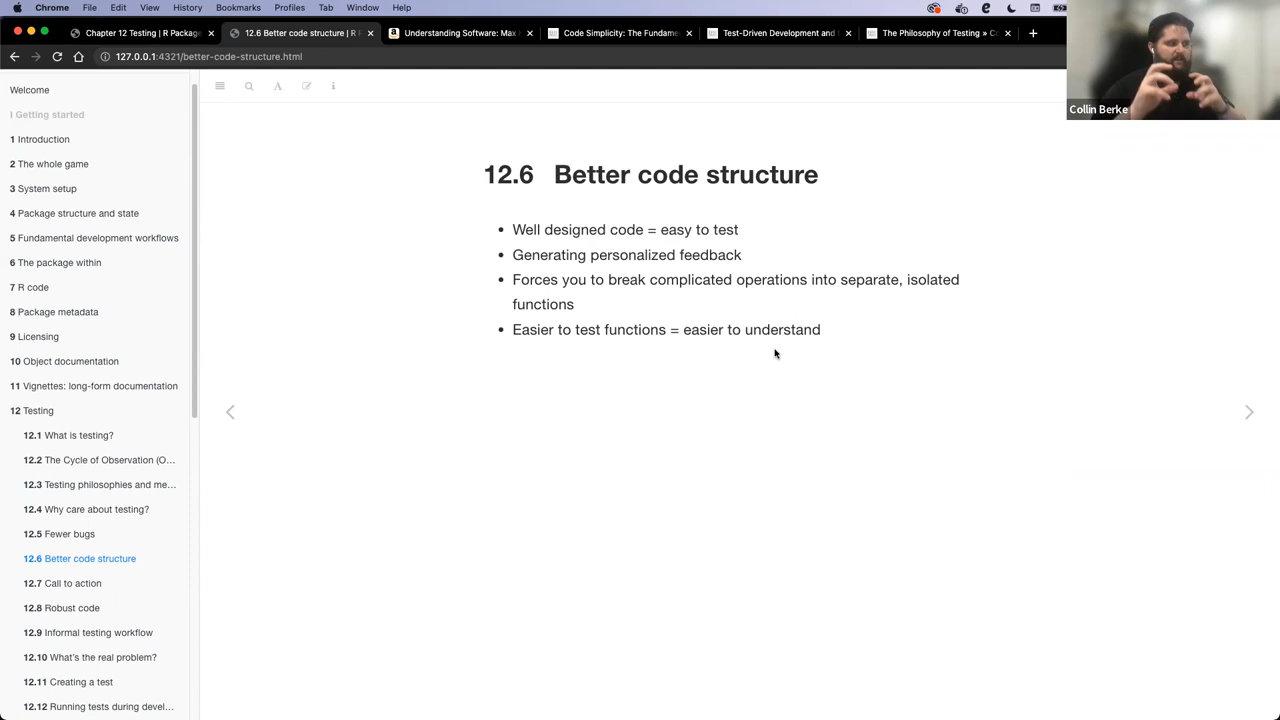 Chrome File Edit View History Bookmarks Profiles Tab Window Help
Chapter 12 Testing | R Package
12.6 Better code structure | R
Understanding Software: Max
Code Simplicity: The Fundame
Test-Driven Development and
The Philosophy of Testing » Co
127.0.0.1:4321/better-code-structure.html
Collin Berke
Welcome
I Getting started
1 Introduction
2 The whole game
3 System setup
4 Package structure and state
5 Fundamental development workflows
6 The package within
7 R code
8 Package metadata
9 Licensing
10 Object documentation
11 Vignettes: long-form documentation
12 Testing
12.1 What is testing?
12.2 The Cycle of Observation (O...
12.3 Testing philosophies and me...
12.4 Why care about testing?
12.5 Fewer bugs
12.6 Better code structure
12.7 Call to action
12.8 Robust code
12.9 Informal testing workflow
12.10 What's the real problem?
12.11 Creating a test
12.12 Running tests during devel...
12.6 Better code structure
• Well designed code = easy to test
• Generating personalized feedback
• Forces you to break complicated operations into separate, isolated
functions
• Easier to test functions = easier to understand